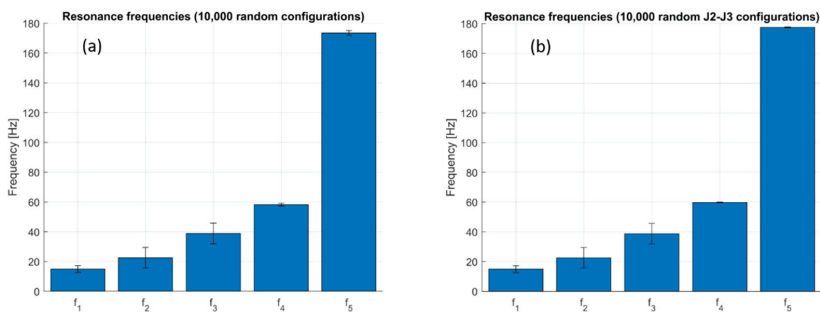 Resonance frequencies (10,000 random configurations)
(a)
Frequency [Hz]
180
160
140
120
100
80
60
40
20
0
f1 f2 f3 f4 f5
Resonance frequencies (10,000 random J2-J3 configurations)
(b)
Frequency [Hz]
180
160
140
120
100
80
60
40
20
0
f1 f2 f3 f4 f5